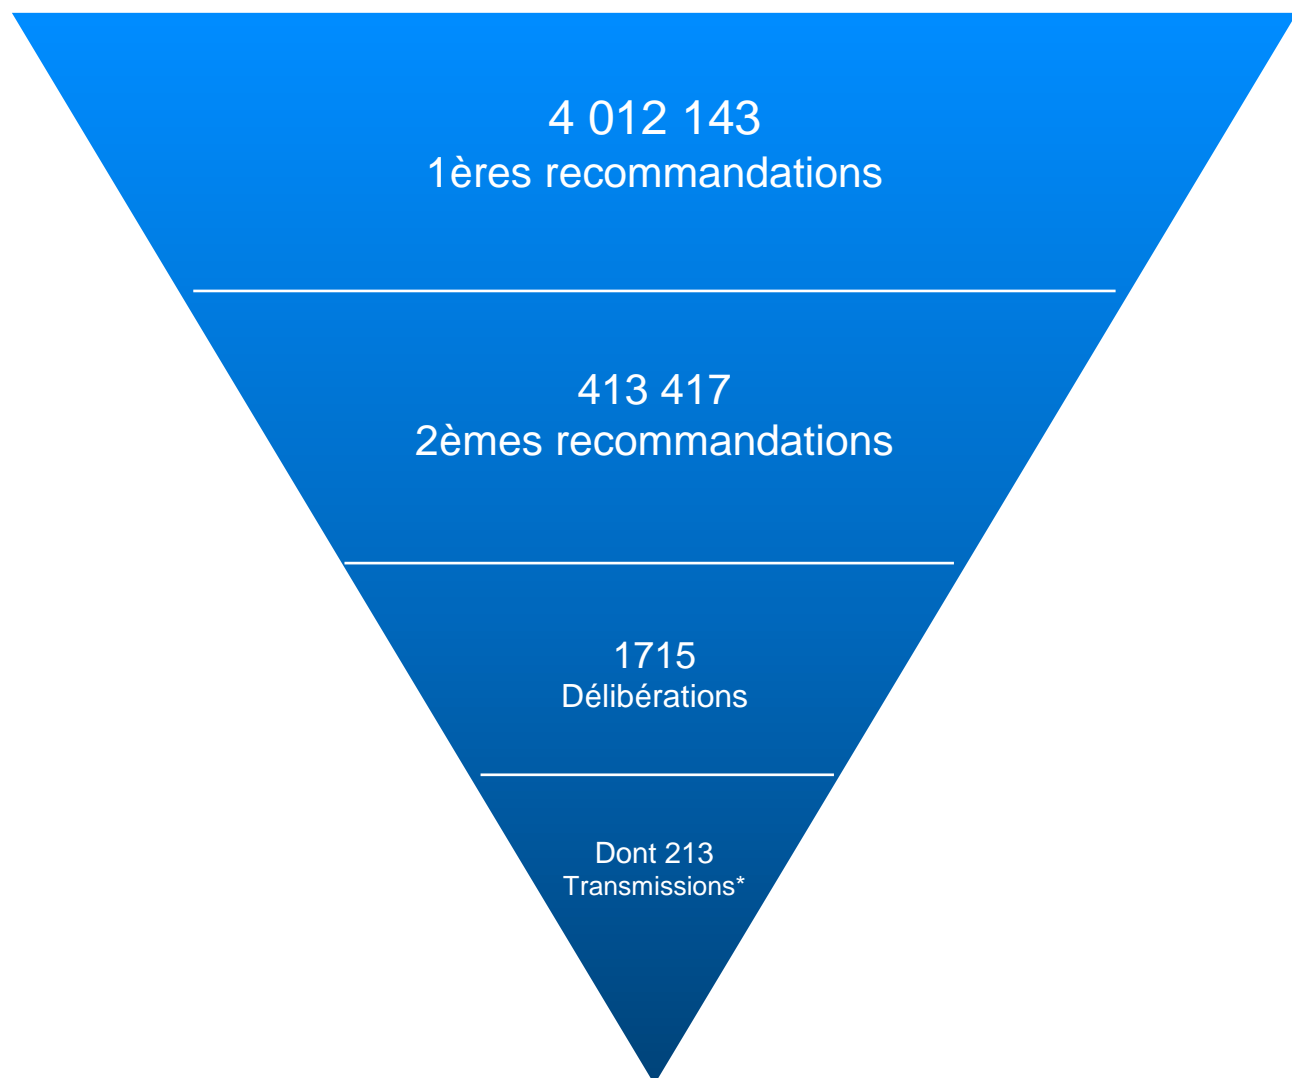 4 012 143
1ères recommandations
413 417
2èmes recommandations
1715
Délibérations
Dont 213
Transmissions*